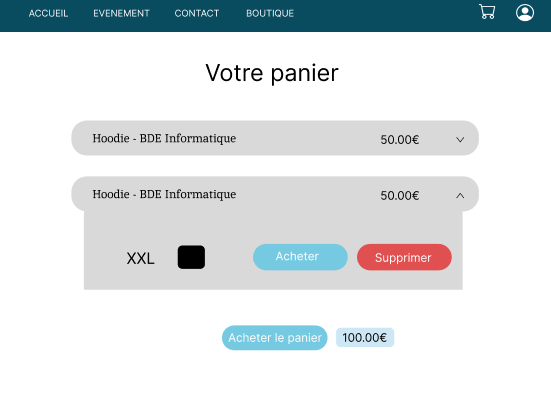 ACCUEIL EVENEMENT CONTACT BOUTIQUE
Votre panier
Hoodie - BDE Informatique 50.00€
Hoodie - BDE Informatique 50.00€
XXL Acheter Supprimer
Acheter le panier 100.00€